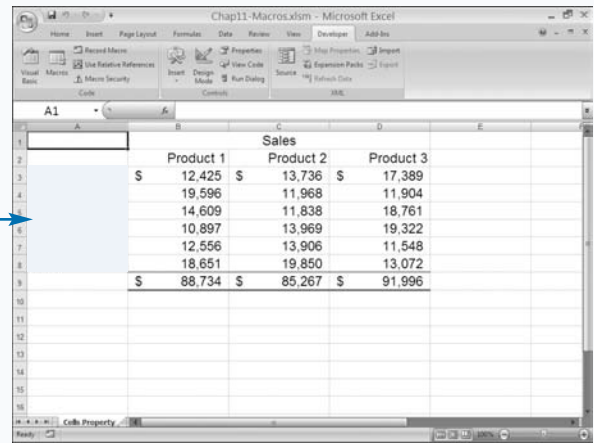 Chap11-Macros.xlsm - Microsoft Excel
Home Insert Page Layout Formulas Data Review View Developer Add-Ins
Visual Basic
Macros
Record Macro
Use Relative References
Macro Security
Code
Insert
Design Mode
Properties
View Code
Run Dialog
Controls
Source
Map Properties
Expansion Packs
Refresh Data
Import
Export
XML
A1
fx
A B C D E
1 Sales
2 Product 1 Product 2 Product 3
3 $ 12,425 $ 13,736 $ 17,389
4 19,596 11,968 11,904
5 14,609 11,838 18,761
6 10,897 13,969 19,322
7 12,556 13,906 11,548
8 18,651 19,850 13,072
9 $ 88,734 $ 85,267 $ 91,996
10
11
12
13
14
15
16
Cells Property
Ready
100%